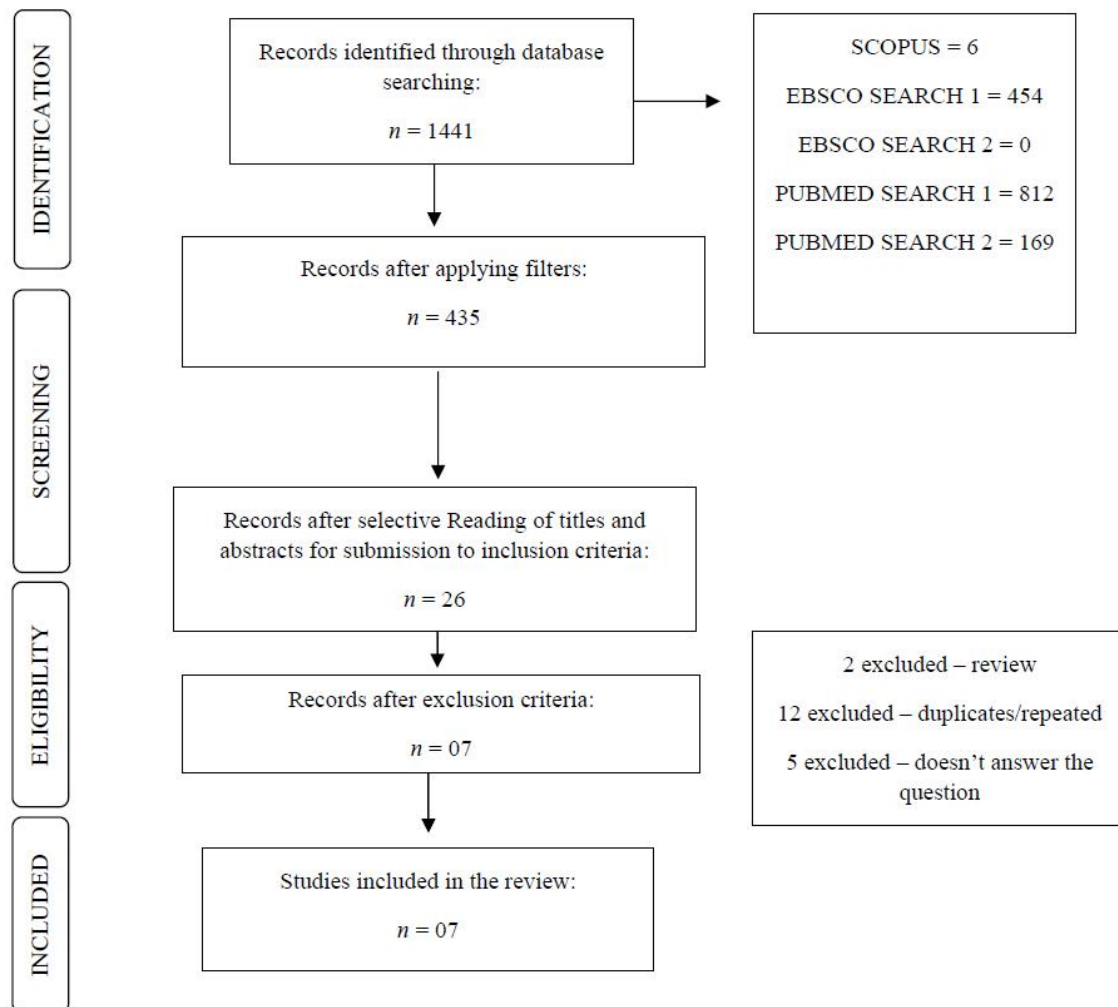 IDENTIFICATION
Records identified through database
searching:
n = 1441
SCOPUS = 6
EBSCO SEARCH 1 = 454
EBSCO SEARCH 2 = 0
PUBMED SEARCH 1 = 812
PUBMED SEARCH 2 = 169
Records after applying filters:
n = 435
SCREENING
Records after selective Reading of titles and
abstracts for submission to inclusion criteria:
n = 26
ELIGIBILITY
Records after exclusion criteria:
n = 07
2 excluded – review
12 excluded – duplicates/repeated
5 excluded – doesn’t answer the
question
INCLUDED
Studies included in the review:
n = 07